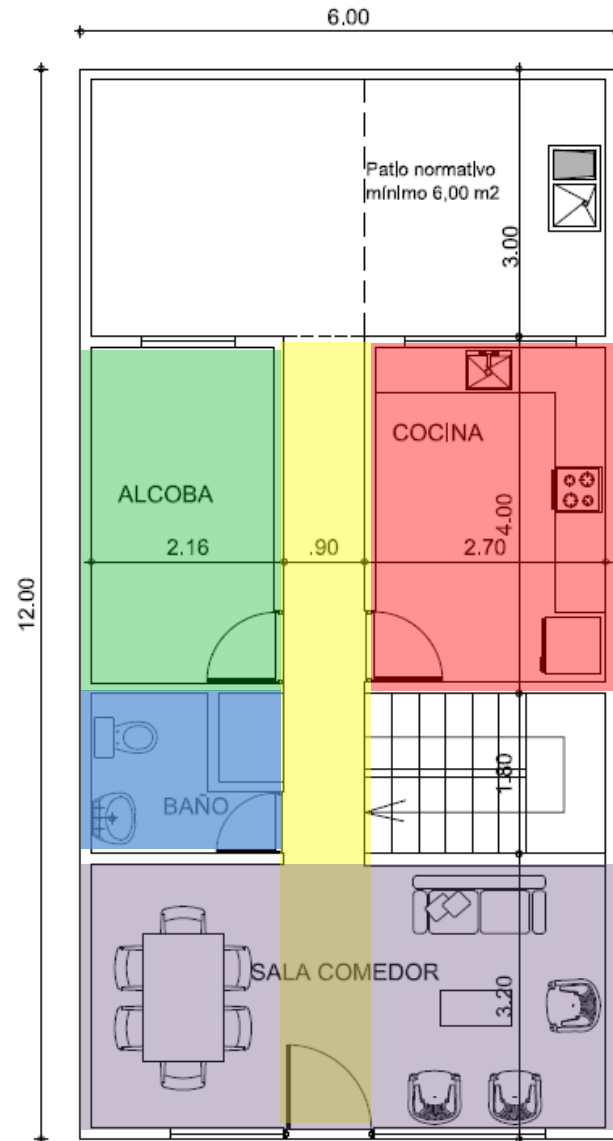 6.00
Patio normativo
mínimo 6,00 m2
3.00
12.00
COCINA
ALCOBA
4.00
2.16
.90
2.70
1.80
BAÑO
SALA COMEDOR
3.20